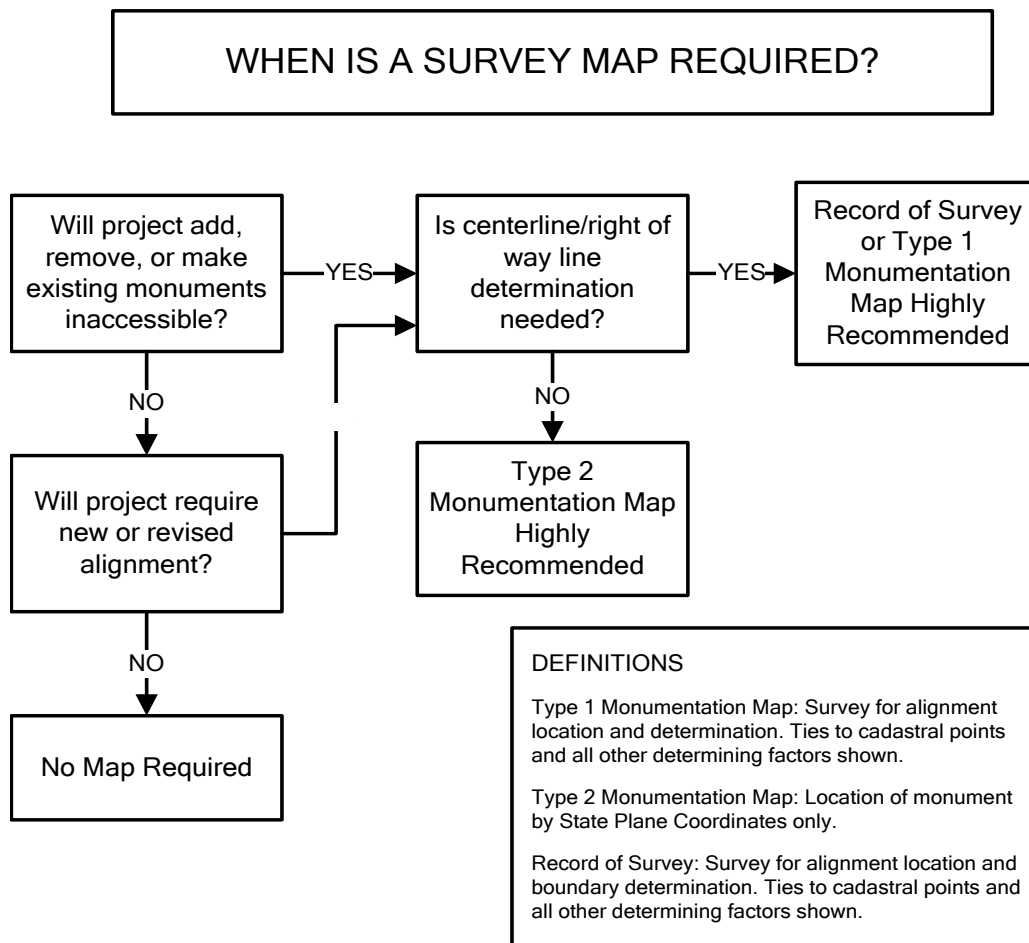 WHEN IS A SURVEY MAP REQUIRED?
Will project add,
remove, or make
existing monuments
inaccessible?
YES
Is centerline/right of
way line
determination
needed?
YES
Record of Survey
or Type 1
Monumentation
Map Highly
Recommended
NO
NO
Will project require
new or revised
alignment?
Type 2
Monumentation Map
Highly
Recommended
NO
No Map Required
DEFINITIONS
Type 1 Monumentation Map: Survey for alignment
location and determination. Ties to cadastral points
and all other determining factors shown.
Type 2 Monumentation Map: Location of monument
by State Plane Coordinates only.
Record of Survey: Survey for alignment location and
boundary determination. Ties to cadastral points and
all other determining factors shown.